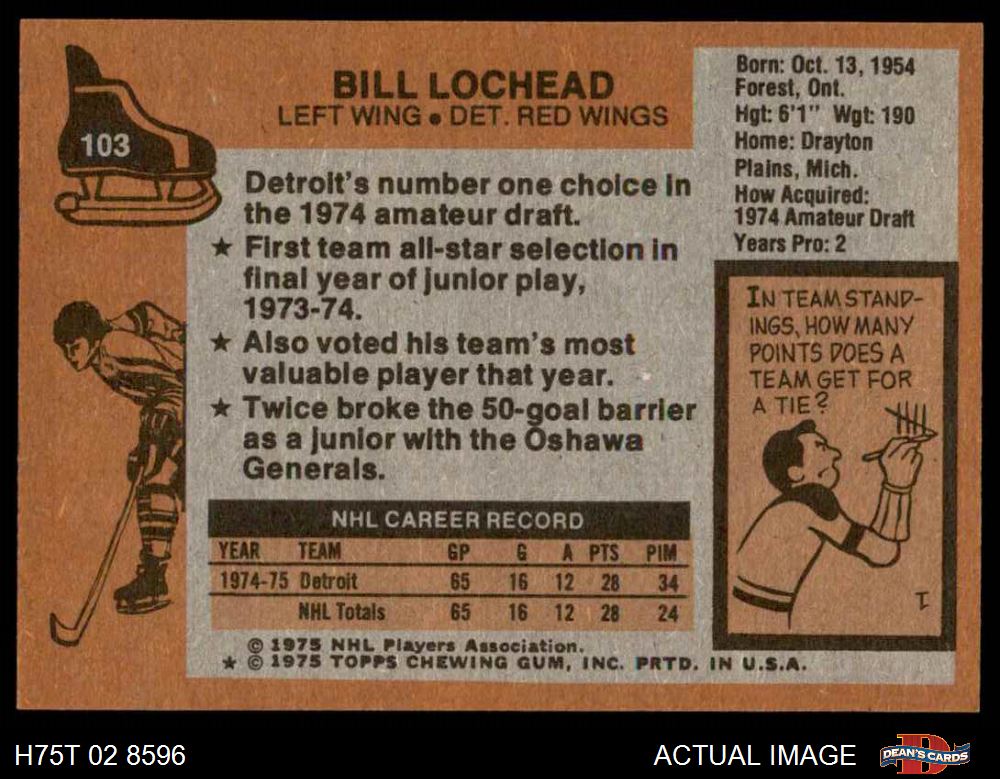 103
BILL LOCHEAD
LEFT WING ● DET. RED WINGS
Born: Oct. 13, 1954
Forest, Ont.
Hgt: 6'1" Wgt: 190
Home: Drayton
Plains, Mich.
How Acquired:
1974 Amateur Draft
Years Pro: 2
Detroit's number one choice in
the 1974 amateur draft.
★ First team all-star selection in
final year of junior play,
1973-74.
★ Also voted his team's most
valuable player that year.
★ Twice broke the 50-goal barrier
as a junior with the Oshawa
Generals.
IN TEAM STAND-
INGS, HOW MANY
POINTS DOES A
TEAM GET FOR
A TIE?
NHL CAREER RECORD
YEAR TEAM GP G A PTS PIM
1974-75 Detroit 65 16 12 28 34
NHL Totals 65 16 12 28 24
© 1975 NHL Players Association.
★ © 1975 TOPPS CHEWING GUM, INC. PRTD. IN U.S.A.
H75T 02 8596
ACTUAL IMAGE
DEAN'S CARDS